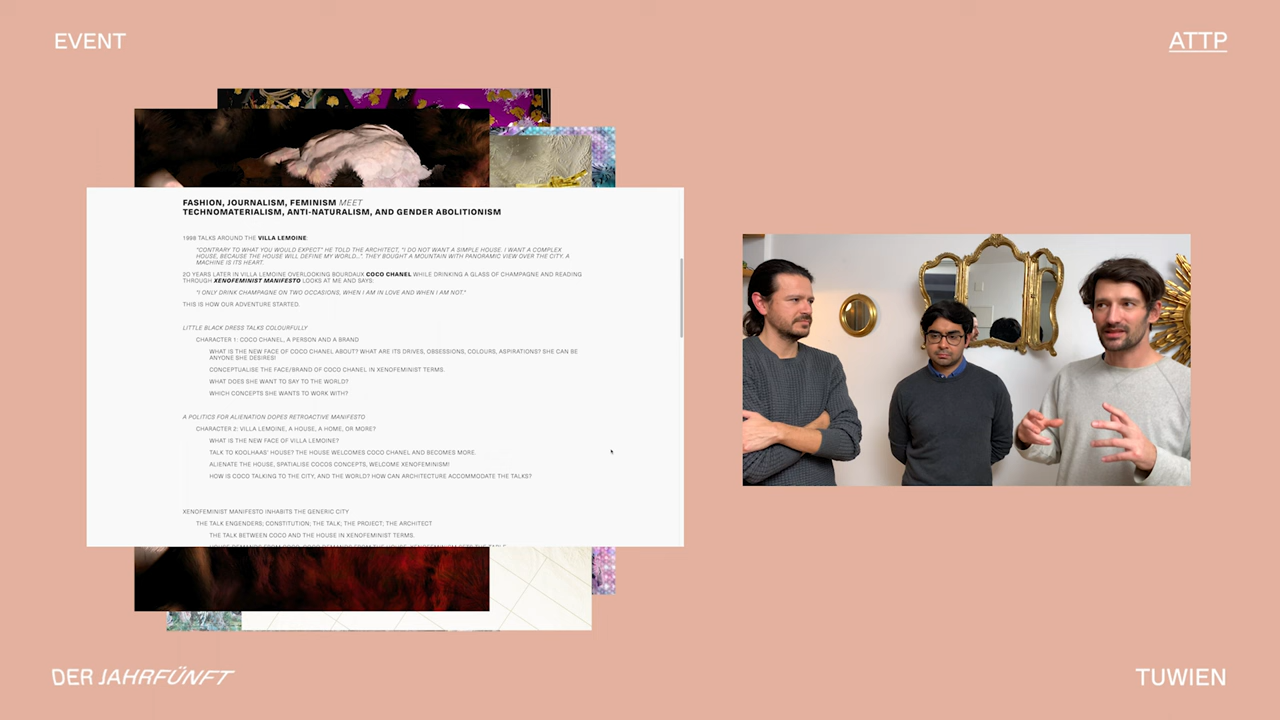 EVENT
ATTP
FASHION, JOURNALISM, FEMINISM MEET
TECHNOMATERIALISM, ANTI-NATURALISM, AND GENDER ABOLITIONISM
1998 TALKS AROUND THE VILLA LEMOINE:
"CONTRARY TO WHAT YOU WOULD EXPECT" HE TOLD THE ARCHITECT, "I DO NOT WANT A SIMPLE HOUSE. I WANT A COMPLEX
HOUSE, BECAUSE THE HOUSE WILL DEFINE MY WORLD...". THEY BOUGHT A MOUNTAIN WITH PANORAMIC VIEW OVER THE CITY. A
MACHINE IS ITS HEART.
20 YEARS LATER IN VILLA LEMOINE OVERLOOKING BOURDAUX COCO CHANEL WHILE DRINKING A GLASS OF CHAMPAGNE AND READING
THROUGH XENOFEMINIST MANIFESTO LOOKS AT ME AND SAYS:
"I ONLY DRINK CHAMPAGNE ON TWO OCCASIONS, WHEN I AM IN LOVE AND WHEN I AM NOT."
THIS IS HOW OUR ADVENTURE STARTED.
LITTLE BLACK DRESS TALKS COLOURFULLY
CHARACTER 1: COCO CHANEL, A PERSON AND A BRAND
WHAT IS THE NEW FACE OF COCO CHANEL ABOUT? WHAT ARE ITS DRIVES, OBSESSIONS, COLOURS, ASPIRATIONS? SHE CAN BE
ANYONE SHE DESIRES!
CONCEPTUALISE THE FACE/BRAND OF COCO CHANEL IN XENOFEMINIST TERMS.
WHAT DOES SHE WANT TO SAY TO THE WORLD?
WHICH CONCEPTS SHE WANTS TO WORK WITH?
A POLITICS FOR ALIENATION DOPES RETROACTIVE MANIFESTO
CHARACTER 2: VILLA LEMOINE, A HOUSE, A HOME, OR MORE?
WHAT IS THE NEW FACE OF VILLA LEMOINE?
TALK TO KOOLHAAS' HOUSE? THE HOUSE WELCOMES COCO CHANEL AND BECOMES MORE.
ALIENATE THE HOUSE, SPATIALISE COCOS CONCEPTS, WELCOME XENOFEMINISM!
HOW IS COCO TALKING TO THE CITY, AND THE WORLD? HOW CAN ARCHITECTURE ACCOMMODATE THE TALKS?
XENOFEMINIST MANIFESTO INHABITS THE GENERIC CITY
THE TALK ENGENDERS; CONSTITUTION; THE TALK; THE PROJECT; THE ARCHITECT
THE TALK BETWEEN COCO AND THE HOUSE IN XENOFEMINIST TERMS.
DER JAHRFÜNFT
TUWIEN